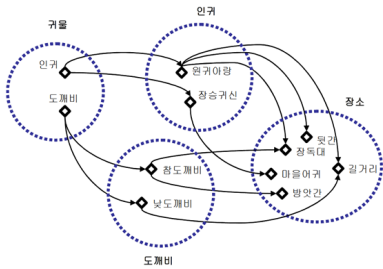 인귀
귀물
인귀
원귀아랑
도깨비
장승귀신
장소
뒷간
장독대
참도깨비
마을어귀
길거리
방앗간
낮도깨비
도깨비